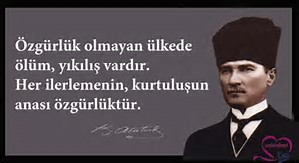 Özgürlük olmayan ülkede
ölüm, yıkılış vardır.
Her ilerlemenin, kurtuluşun
anası özgürlüktür.